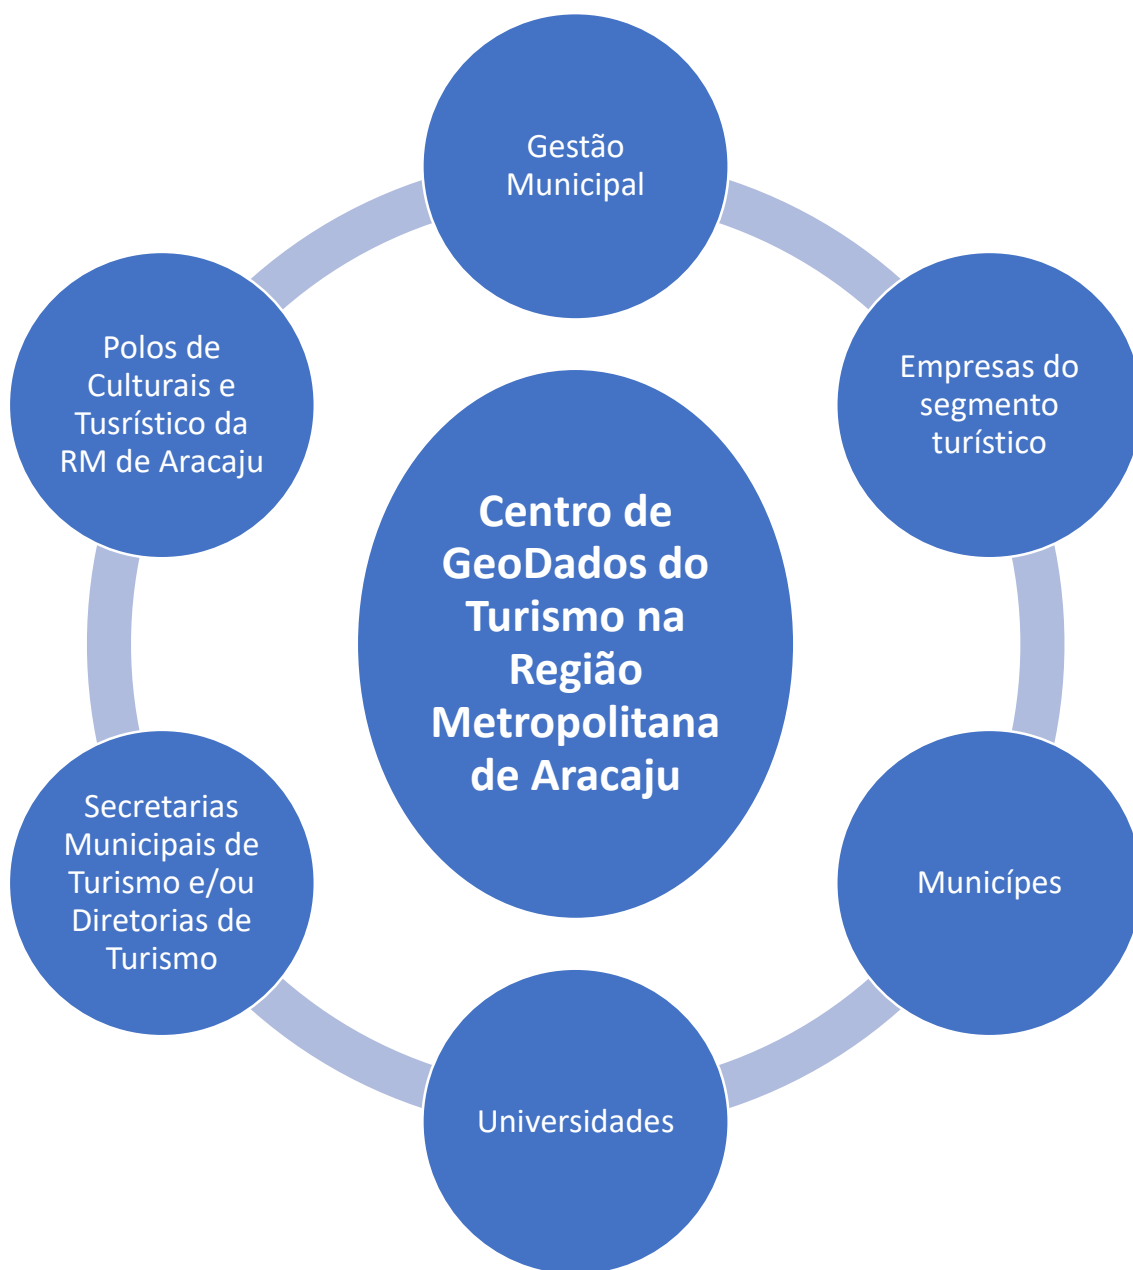 Gestão
Municipal
Empresas do
segmento
turístico
Polos de
Culturais e
Tusrístico da
RM de Aracaju
Centro de
GeoDados do
Turismo na
Região
Metropolitana
de Aracaju
Secretarias
Municipais de
Turismo e/ou
Diretorias de
Turismo
Municípes
Universidades